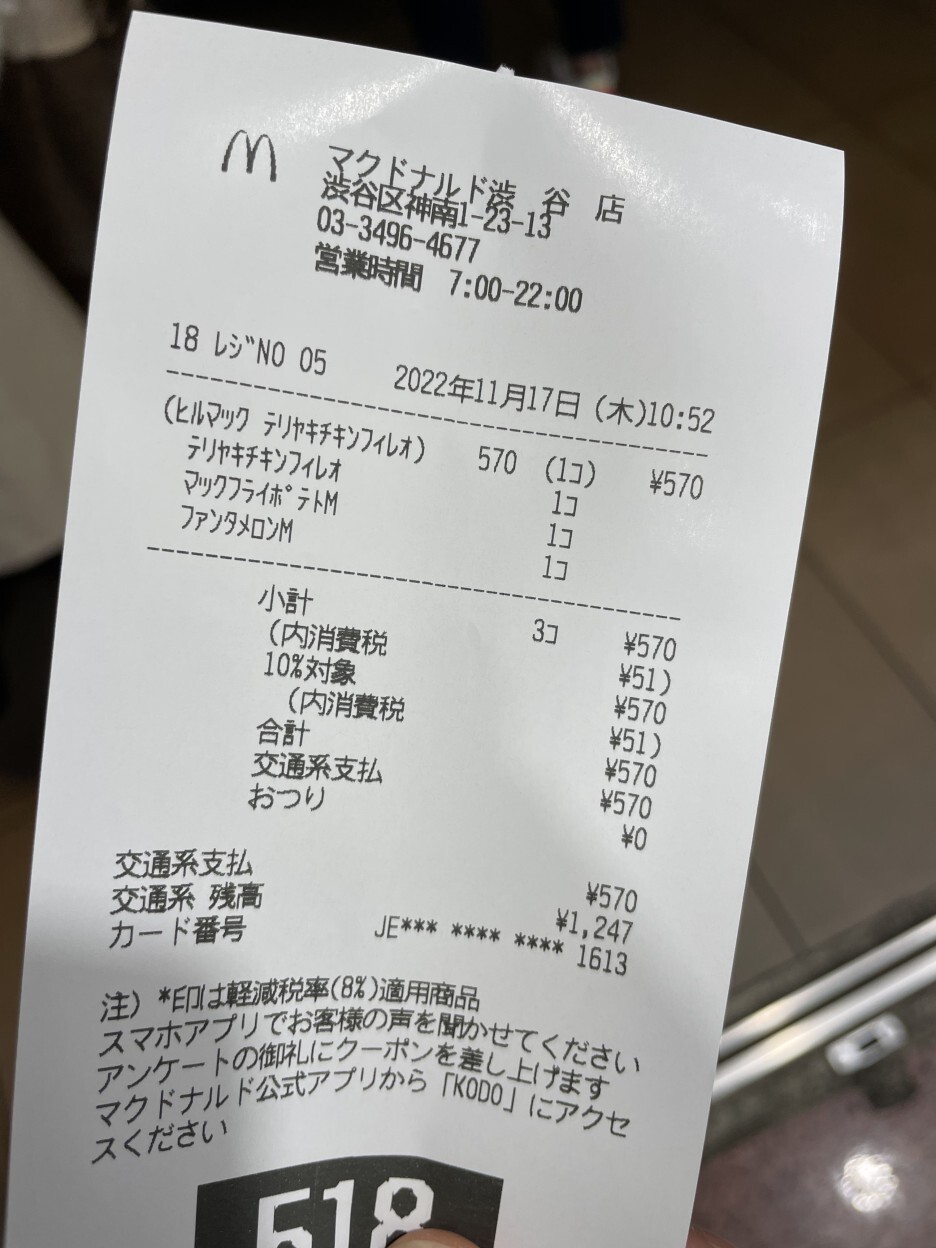 マクドナルド渋 谷 店
渋谷区神南1-23-13
03-3496-4677
営業時間 7:00-22:00
18 ﾚｼﾞNO 05 2022年11月17日 (木)10:52
(ﾋﾙﾏｯｸ ﾃﾘﾔｷﾁｷﾝﾌｨﾚｵ) 570 (1コ) ¥570
ﾃﾘﾔｷﾁｷﾝﾌｨﾚｵ 1コ
ﾏｯｸﾌﾗｲﾎﾟﾃﾄM 1コ
ﾌｧﾝﾀﾒﾛﾝM 1コ
小計 3コ ¥570
(内消費税 ¥51)
10%対象 ¥570
(内消費税 ¥51)
合計 ¥570
交通系支払 ¥570
おつり ¥0
交通系支払 ¥570
交通系 残高 ¥1,247
カード番号 JE*** **** **** 1613
注) *印は軽減税率(8%)適用商品
スマホアプリでお客様の声を聞かせてください
アンケートの御礼にクーポンを差し上げます
マクドナルド公式アプリから「KODO」にアクセ
スください
518